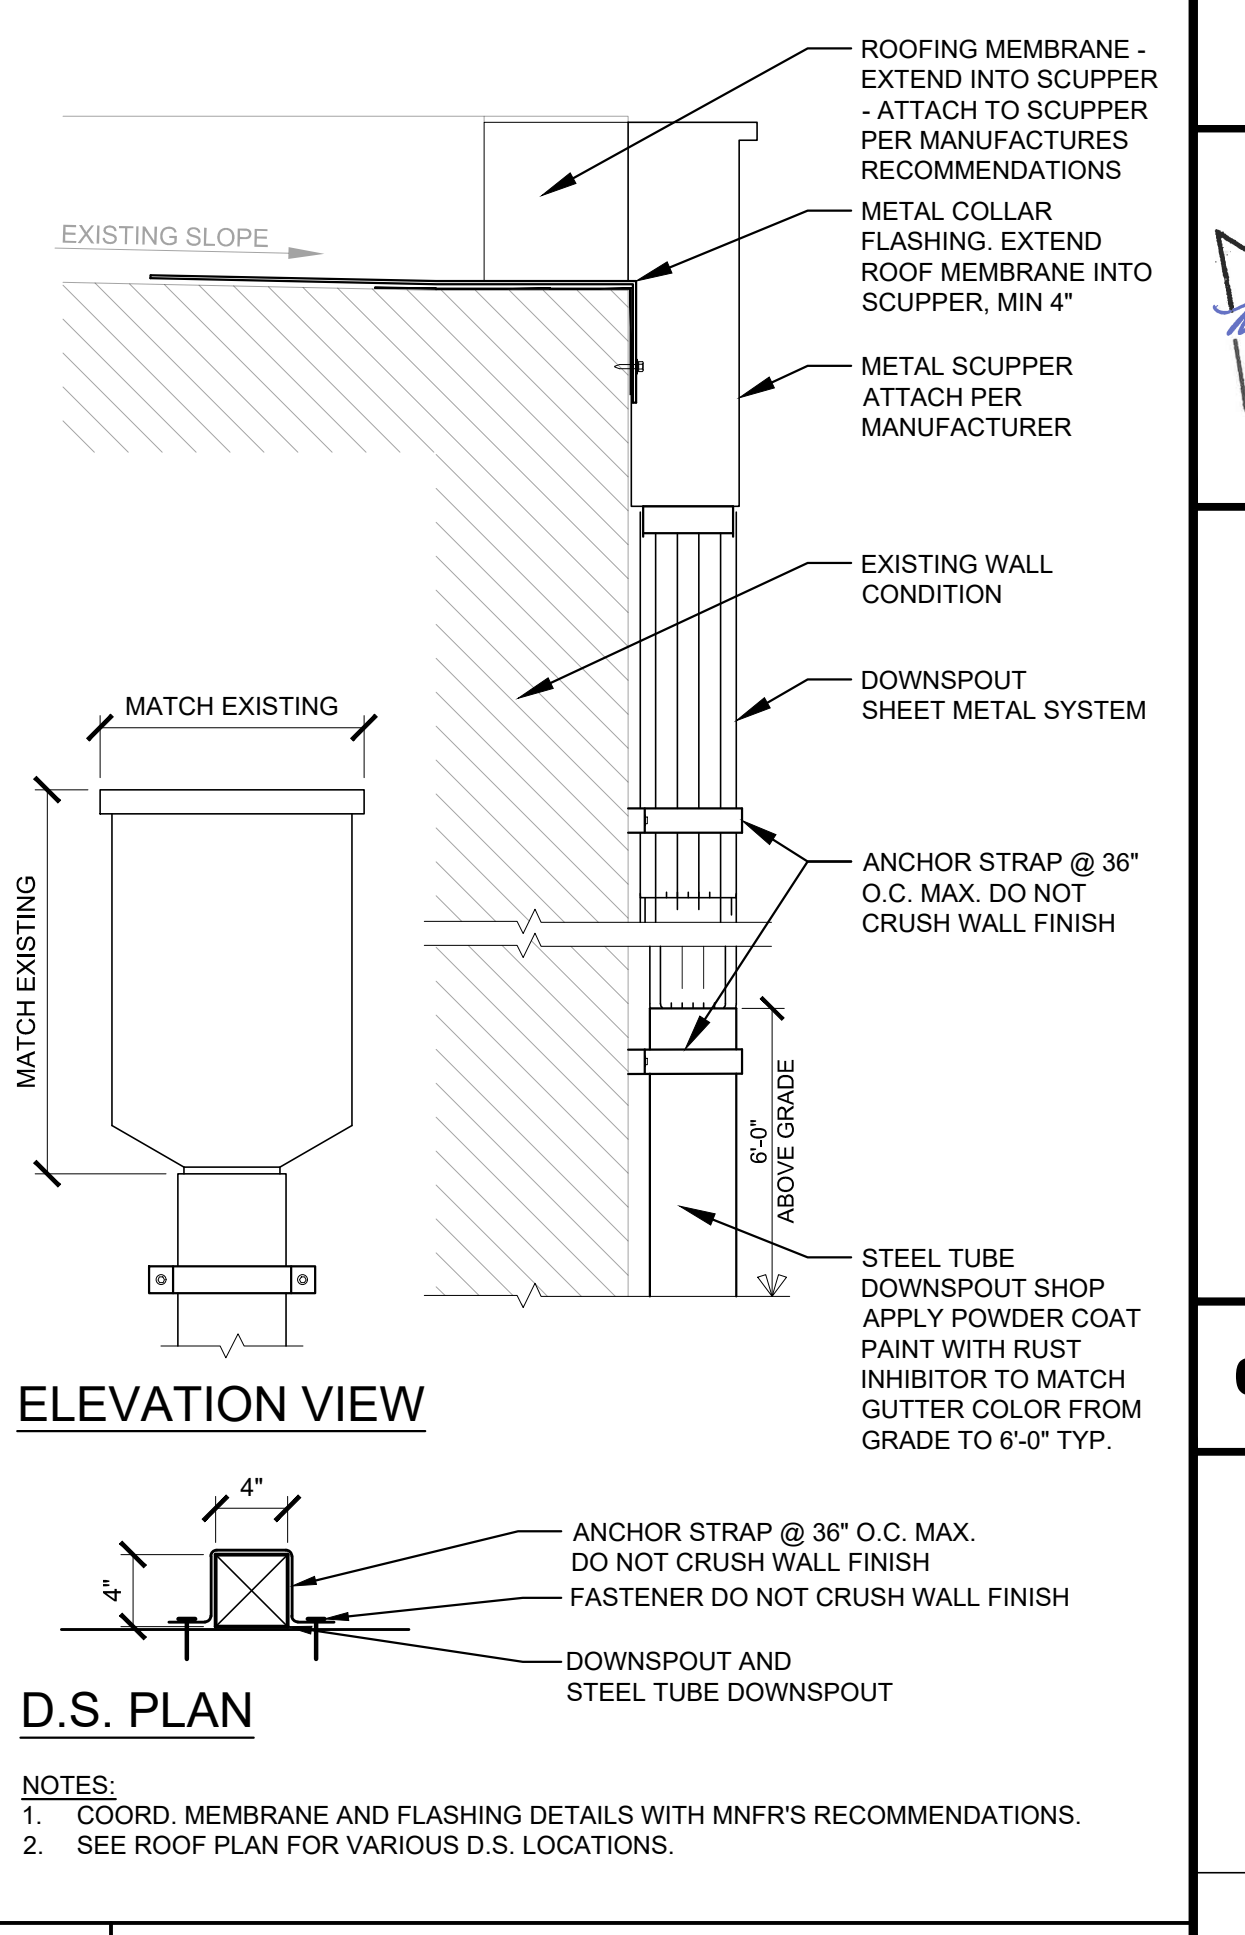 ROOFING MEMBRANE -
EXTEND INTO SCUPPER
- ATTACH TO SCUPPER
PER MANUFACTURES
RECOMMENDATIONS
METAL COLLAR
FLASHING. EXTEND
ROOF MEMBRANE INTO
SCUPPER, MIN 4"
EXISTING SLOPE
METAL SCUPPER
ATTACH PER
MANUFACTURER
EXISTING WALL
CONDITION
DOWNSPOUT
SHEET METAL SYSTEM
MATCH EXISTING
MATCH EXISTING
ANCHOR STRAP @ 36"
O.C. MAX. DO NOT
CRUSH WALL FINISH
6'-0"
ABOVE GRADE
STEEL TUBE
DOWNSPOUT SHOP
APPLY POWDER COAT
PAINT WITH RUST
INHIBITOR TO MATCH
GUTTER COLOR FROM
GRADE TO 6'-0" TYP.
ELEVATION VIEW
4"
4"
ANCHOR STRAP @ 36" O.C. MAX.
DO NOT CRUSH WALL FINISH
FASTENER DO NOT CRUSH WALL FINISH
DOWNSPOUT AND
STEEL TUBE DOWNSPOUT
D.S. PLAN
NOTES:
1. COORD. MEMBRANE AND FLASHING DETAILS WITH MNFR'S RECOMMENDATIONS.
2. SEE ROOF PLAN FOR VARIOUS D.S. LOCATIONS.